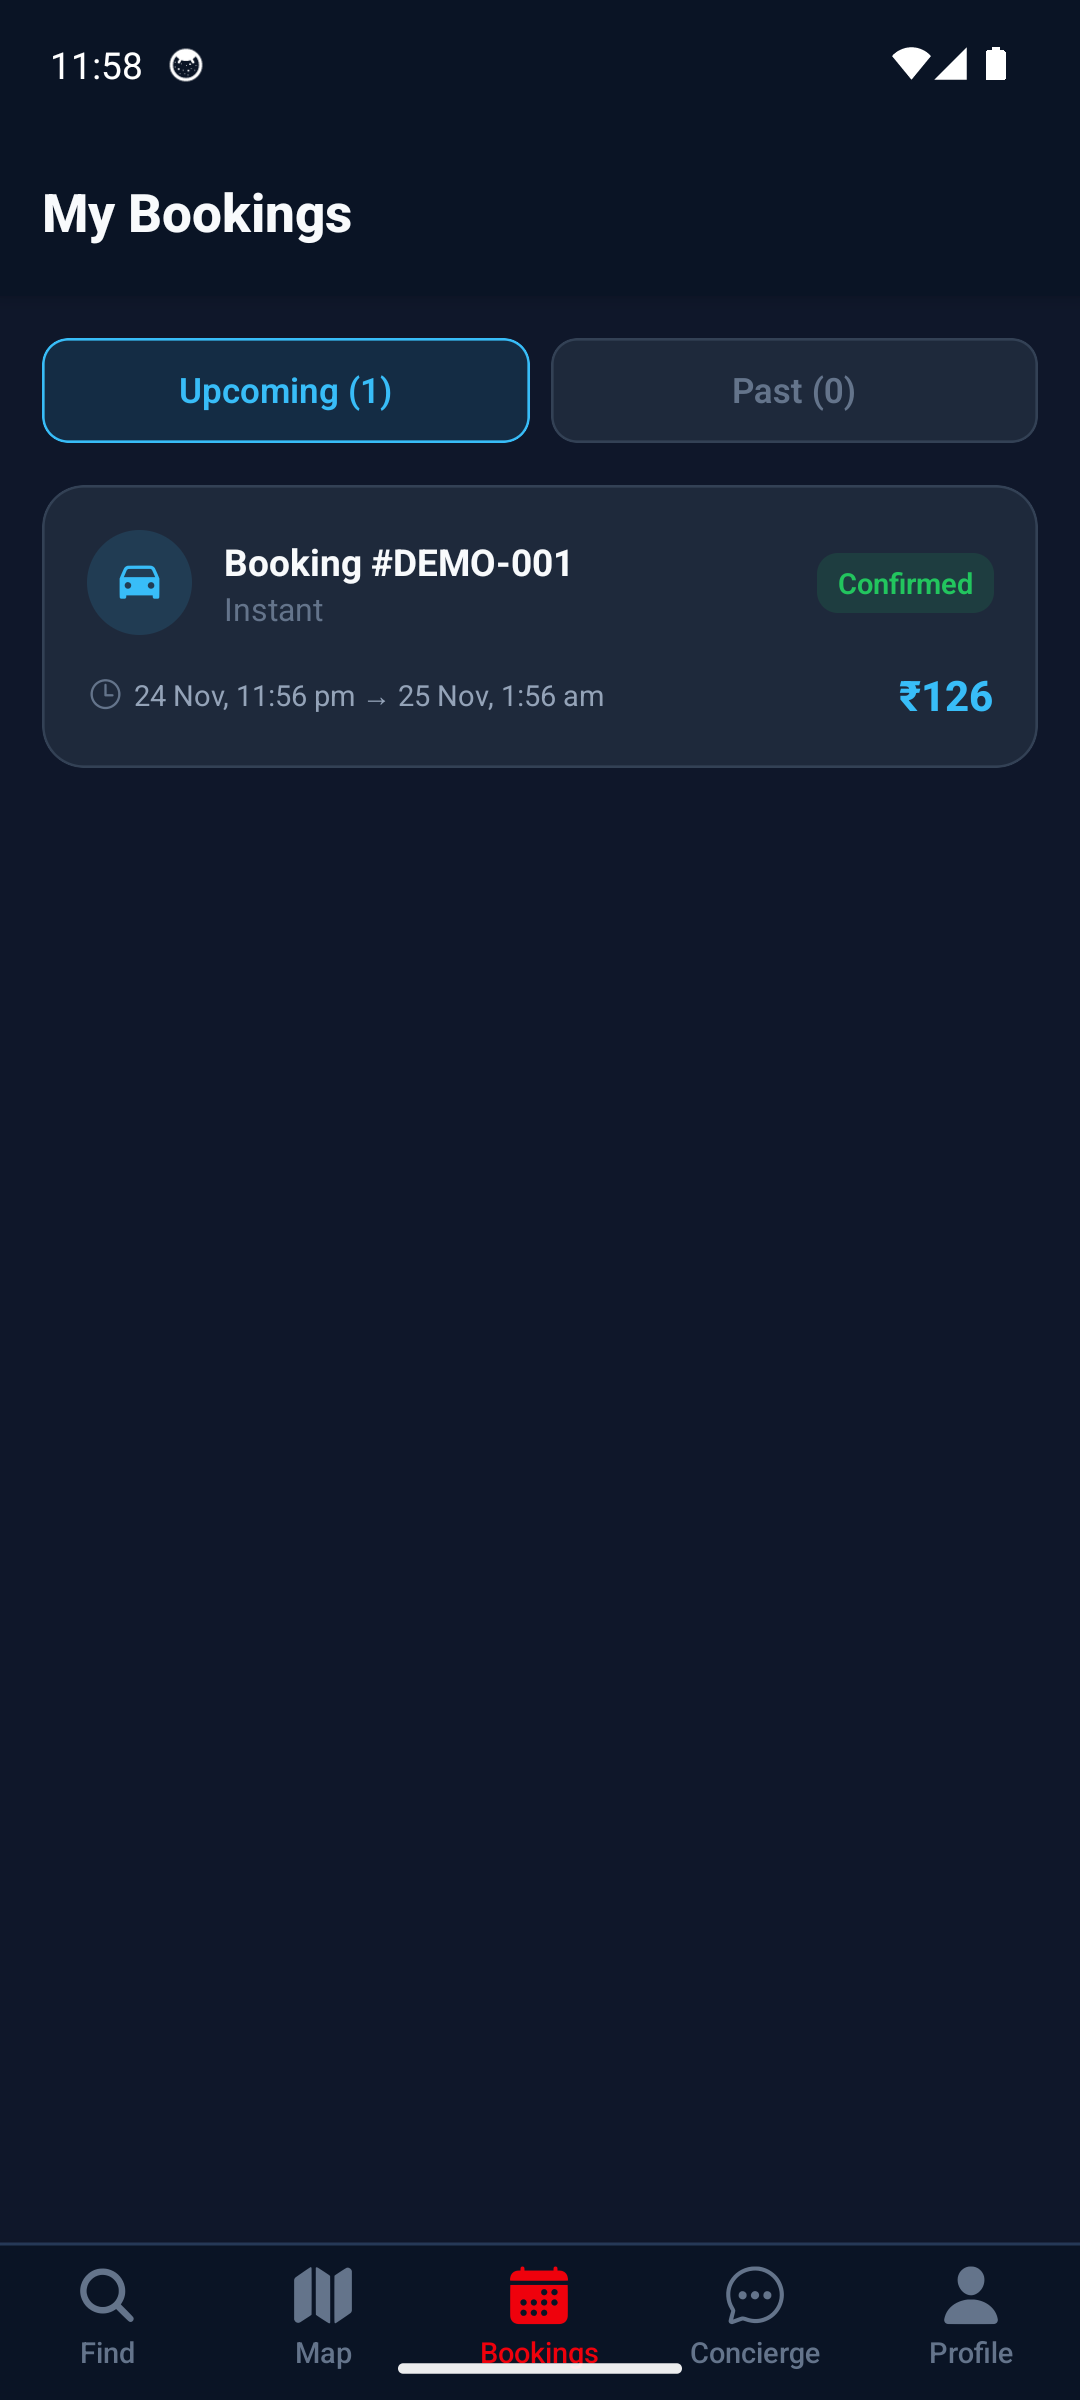 11:58
My Bookings
Upcoming (1)
Past (0)
Booking #DEMO-001
Instant
Confirmed
24 Nov, 11:56 pm → 25 Nov, 1:56 am
₹126
Find
Map
Bookings
Concierge
Profile